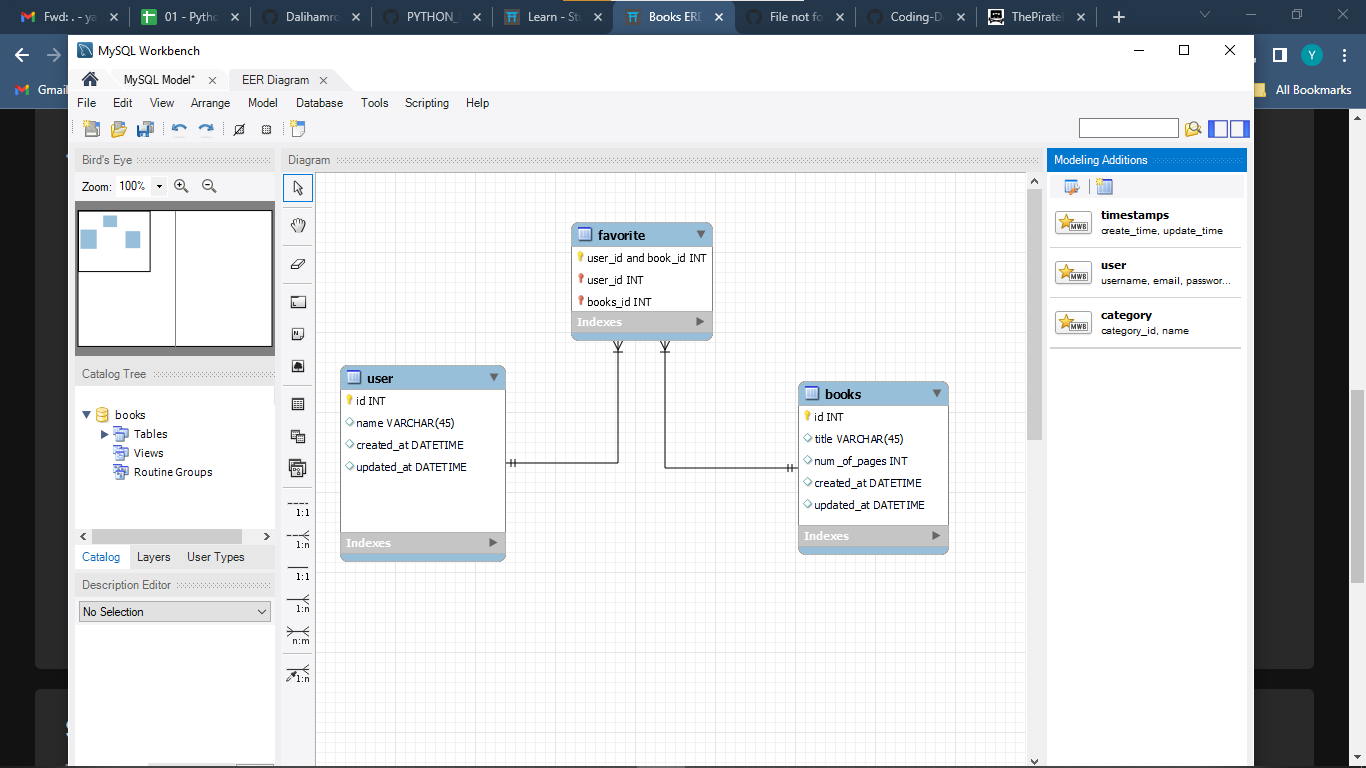 Fwd: . - ya
01 - Pytho
Dalihamro
PYTHON_
Learn - St
Books ERD
File not fo
Coding-D
ThePirate
MySQL Workbench
Y
Gmail
All Bookmarks
MySQL Model*
EER Diagram
File Edit View Arrange Model Database Tools Scripting Help
Bird's Eye
Zoom: 100%
Catalog Tree
books
Tables
Views
Routine Groups
Catalog Layers User Types
Description Editor
No Selection
1:1
1:n
1:1
1:n
n:m
1:n
Diagram
favorite
user_id and book_id INT
user_id INT
books_id INT
Indexes
user
id INT
name VARCHAR(45)
created_at DATETIME
updated_at DATETIME
Indexes
books
id INT
title VARCHAR(45)
num_of_pages INT
created_at DATETIME
updated_at DATETIME
Indexes
Modeling Additions
MWB
timestamps
create_time, update_time
MWB
user
username, email, passwor...
MWB
category
category_id, name